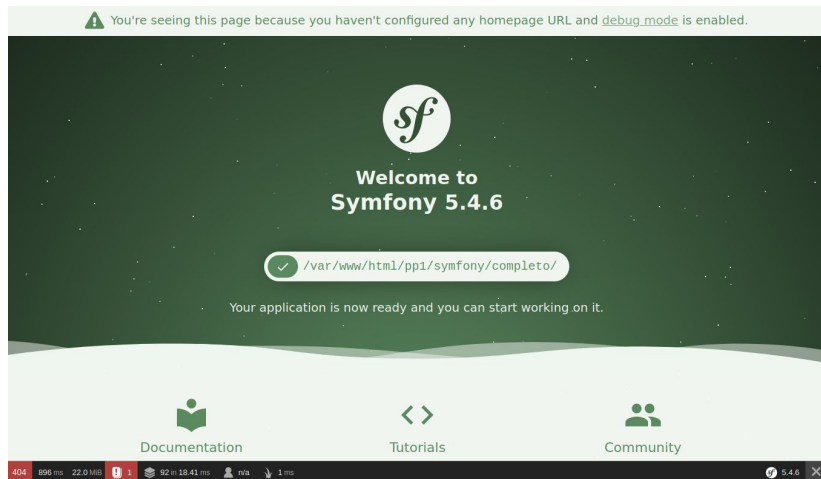 You're seeing this page because you haven't configured any homepage URL and debug mode is enabled.
sf
Welcome to
Symfony 5.4.6
/var/www/html/pp1/symfony/completo/
Your application is now ready and you can start working on it.
Documentation Tutorials Community
404 896 ms 22.0 MiB 1 92 in 18.41 ms n/a 1 ms sf 5.4.6